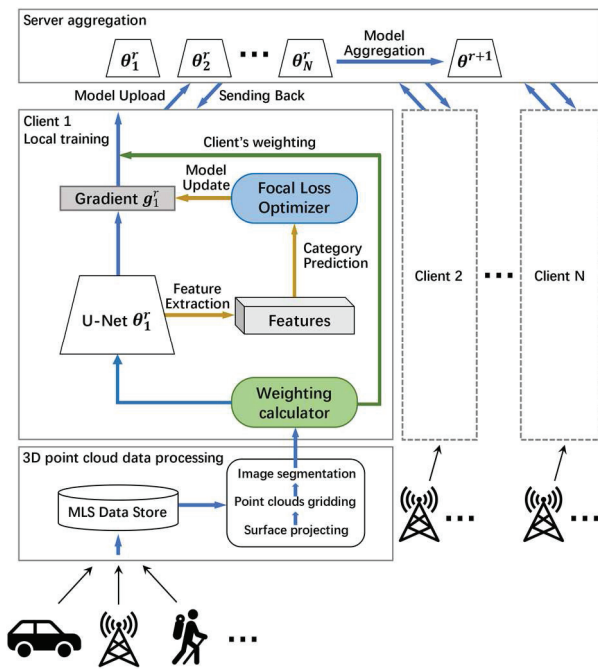 Server aggregation
θ₁ʳ θ₂ʳ ••• θ_Nʳ Model Aggregation θʳ⁺¹
Model Upload Sending Back
Client 1
Local training
Client's weighting
Model
Update
Gradient g₁ʳ
Focal Loss
Optimizer
Category
Prediction
Feature
Extraction
U-Net θ₁ʳ
Features
Client 2
•••
Client N
Weighting
calculator
3D point cloud data processing
MLS Data Store
Image segmentation
Point clouds gridding
Surface projecting
•••
•••
•••